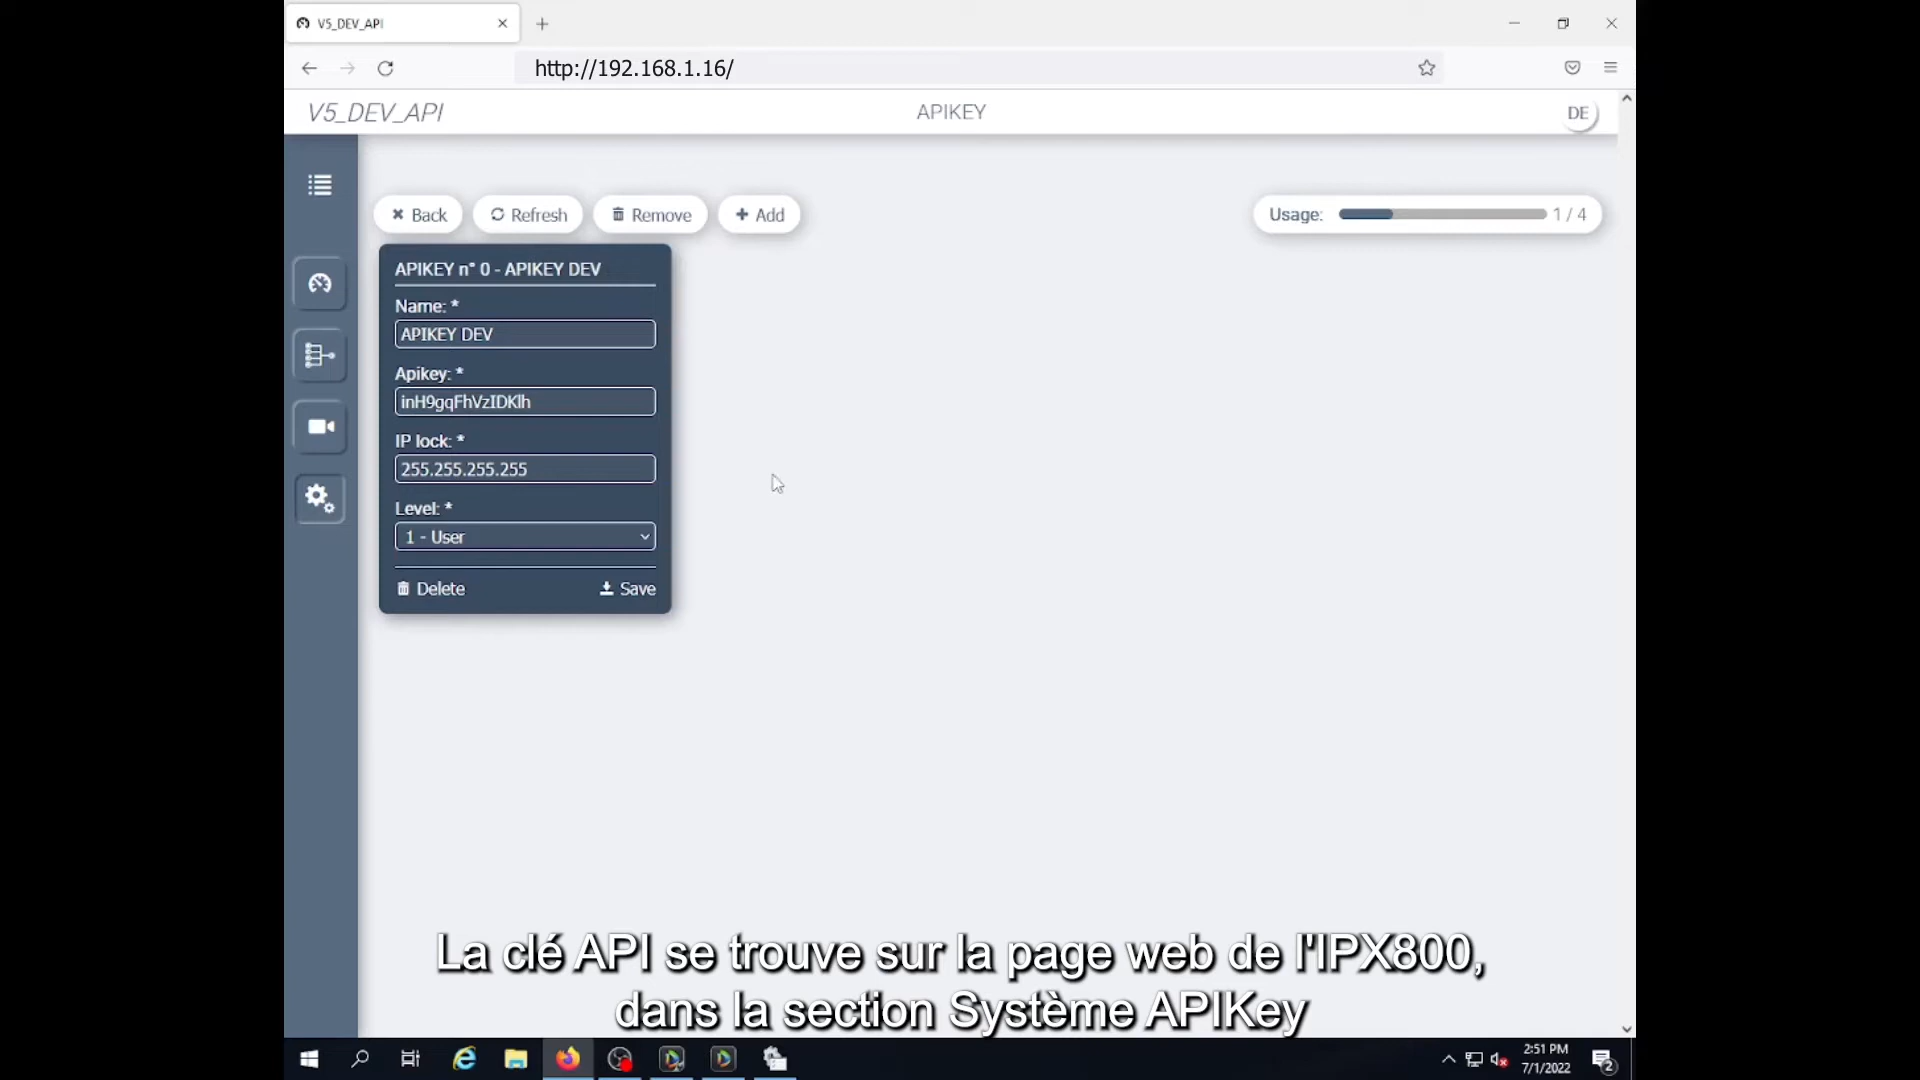 V5_DEV_API
http://192.168.1.16/
V5_DEV_API
APIKEY
DE
Back
Refresh
Remove
Add
Usage:
1 / 4
APIKEY n° 0 - APIKEY DEV
Name: *
APIKEY DEV
Apikey: *
inH9gqFhVzIDKlh
IP lock: *
255.255.255.255
Level: *
1 - User
Delete
Save
La clé API se trouve sur la page web de l'IPX800,
dans la section Système APIKey
2:51 PM
7/1/2022
2